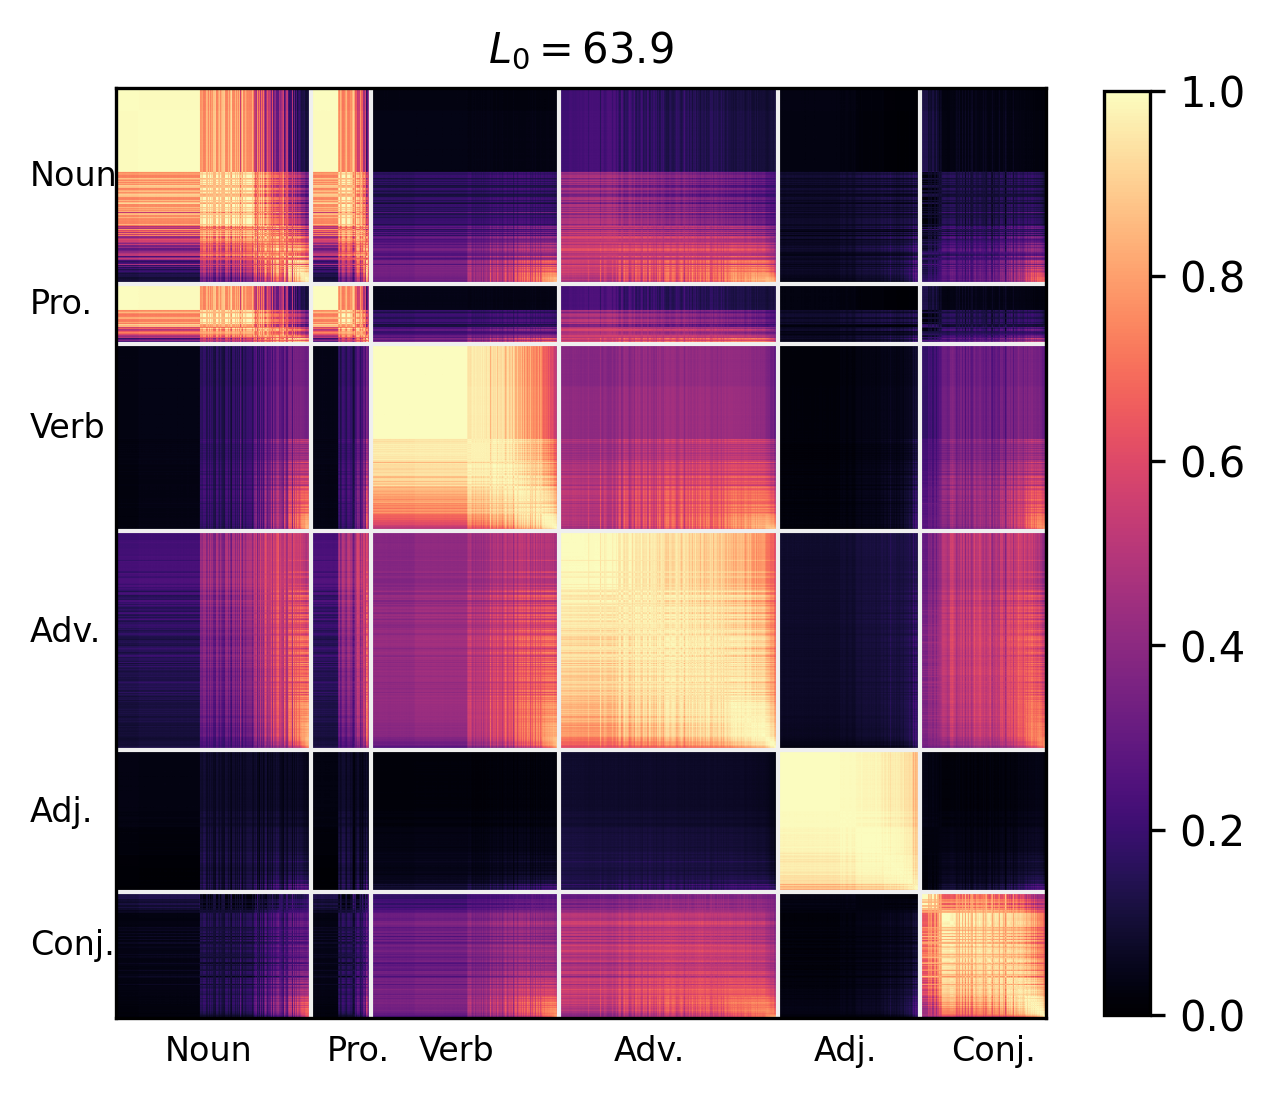 L₀ = 63.9
Noun
Pro.
Verb
Adv.
Adj.
Conj.
Noun Pro. Verb Adv. Adj. Conj.
1.0
0.8
0.6
0.4
0.2
0.0